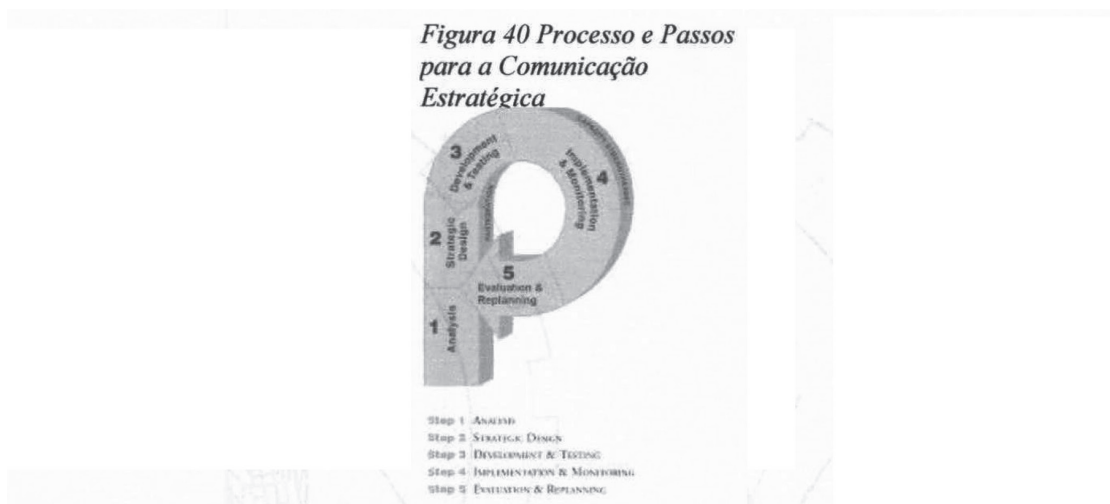 Figura 40 Processo e Passos
para a Comunicação
Estratégica
3
Development
& Testing
4
Implementation
& Monitoring
2
Strategic
Design
PARTICIPATION
5
Evaluation &
Replanning
1
Analysis
Step 1 ANALYSIS
Step 2 STRATEGIC DESIGN
Step 3 DEVELOPMENT & TESTING
Step 4 IMPLEMENTATION & MONITORING
Step 5 EVALUATION & REPLANNING